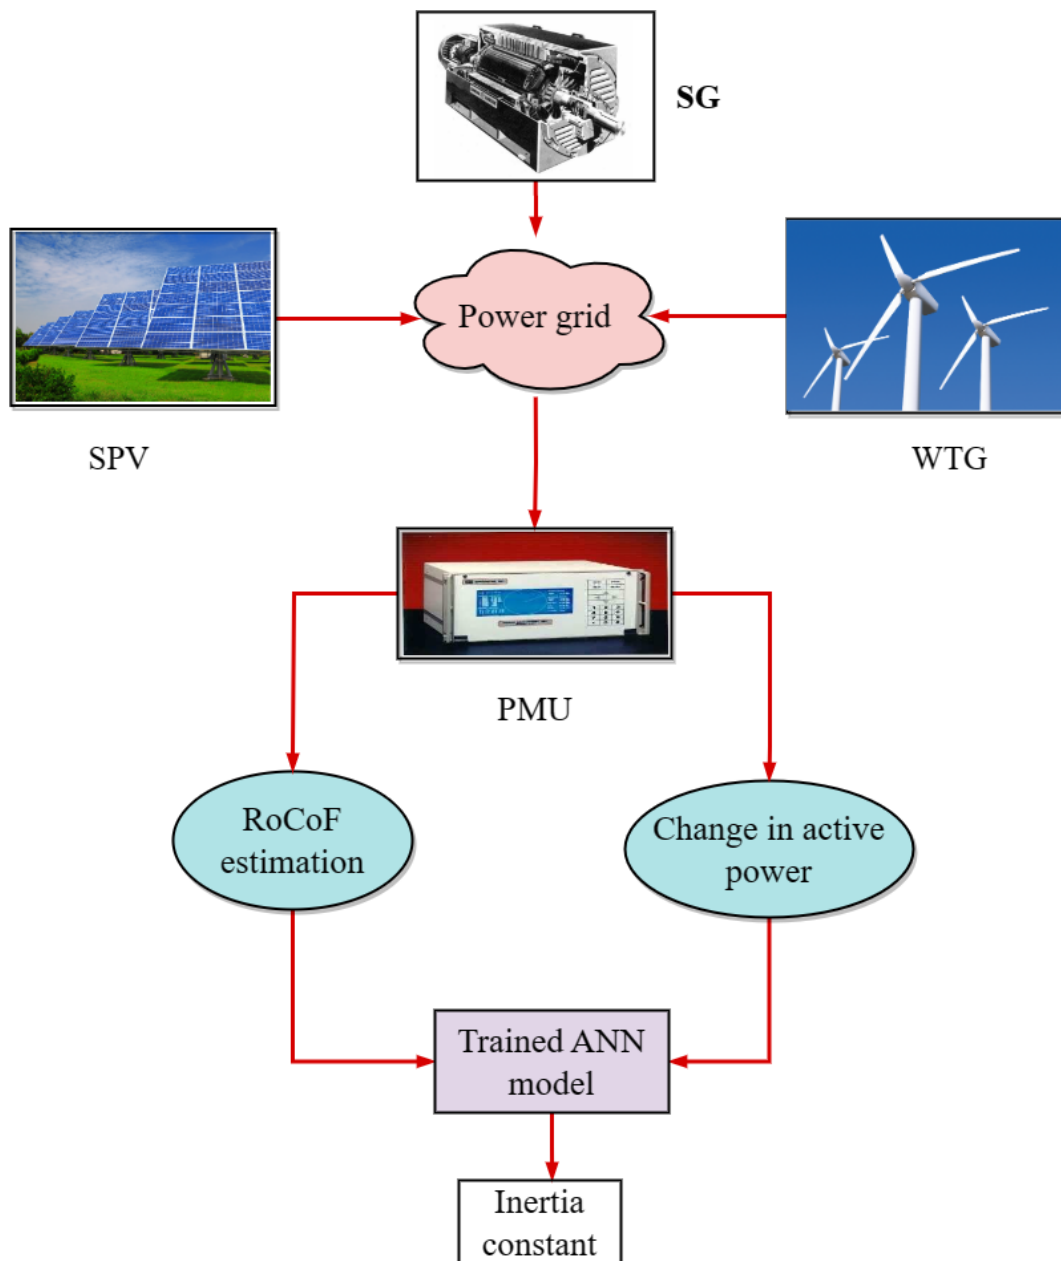 SG
Power grid
SPV
WTG
PMU
RoCoF
estimation
Change in active
power
Trained ANN
model
Inertia
constant